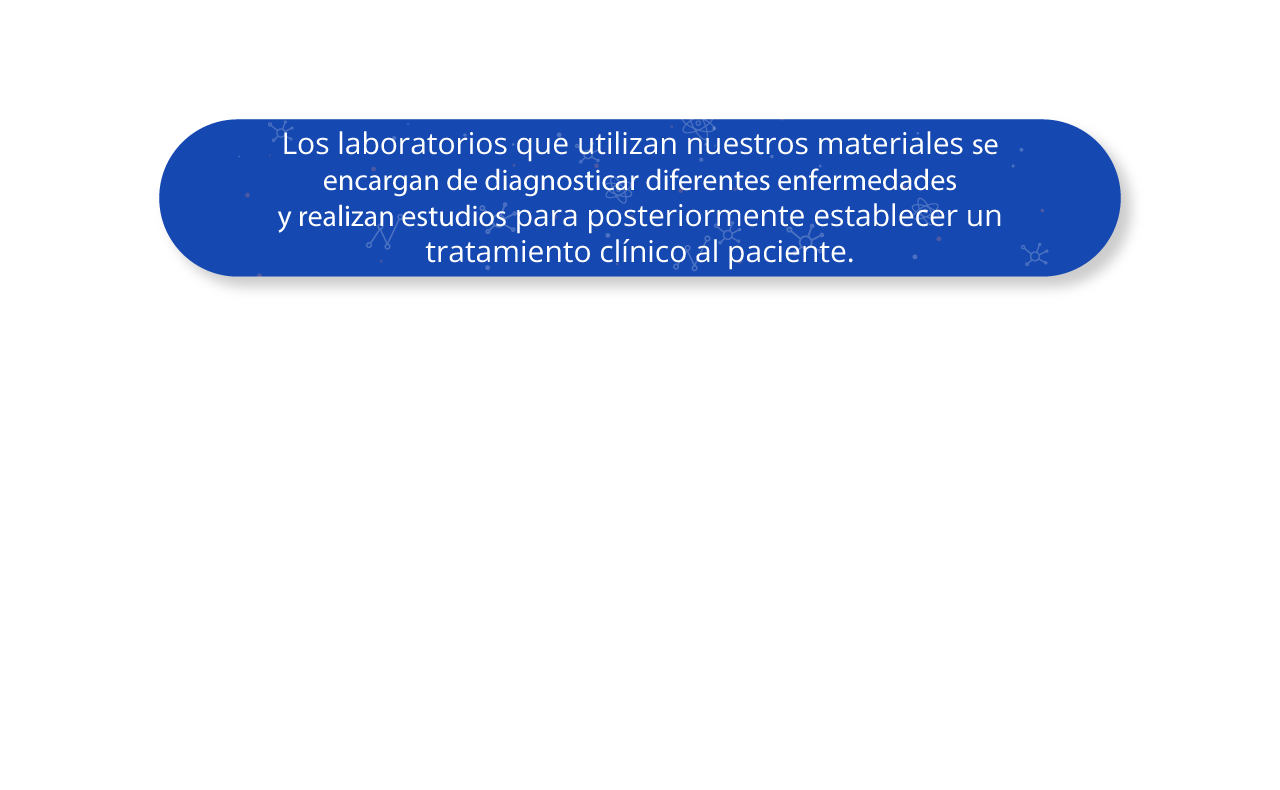 Los laboratorios que utilizan nuestros materiales se
encargan de diagnosticar diferentes enfermedades
y realizan estudios para posteriormente establecer un
tratamiento clínico al paciente.